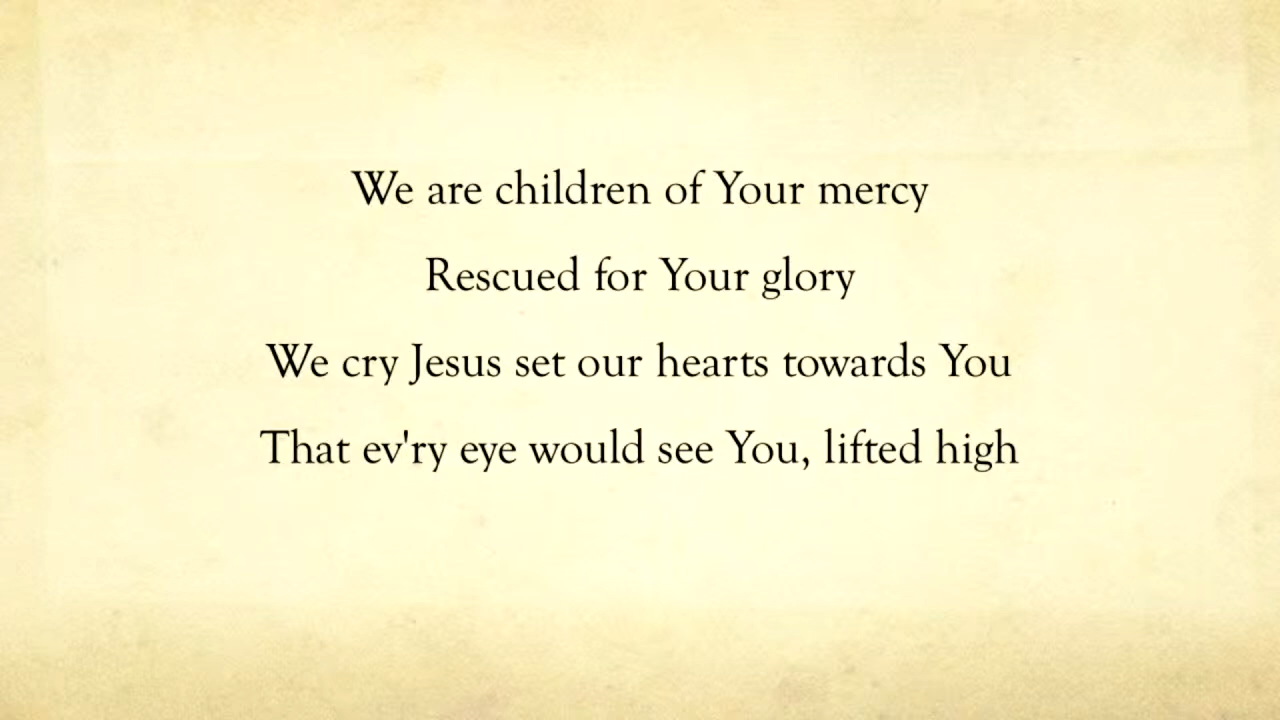 We are children of Your mercy
Rescued for Your glory
We cry Jesus set our hearts towards You
That ev'ry eye would see You, lifted high